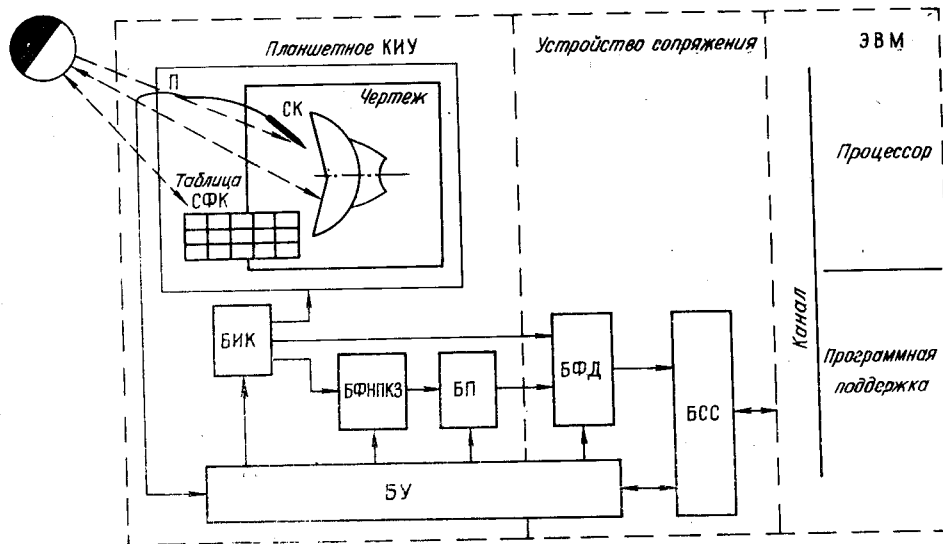 Планшетное КИУ
Устройство сопряжения
ЭВМ
П
СК
Чертеж
Таблица
СФК
Процессор
Канал
Программная
поддержка
БИК
БФНПКЗ
БП
БФД
БСС
БУ